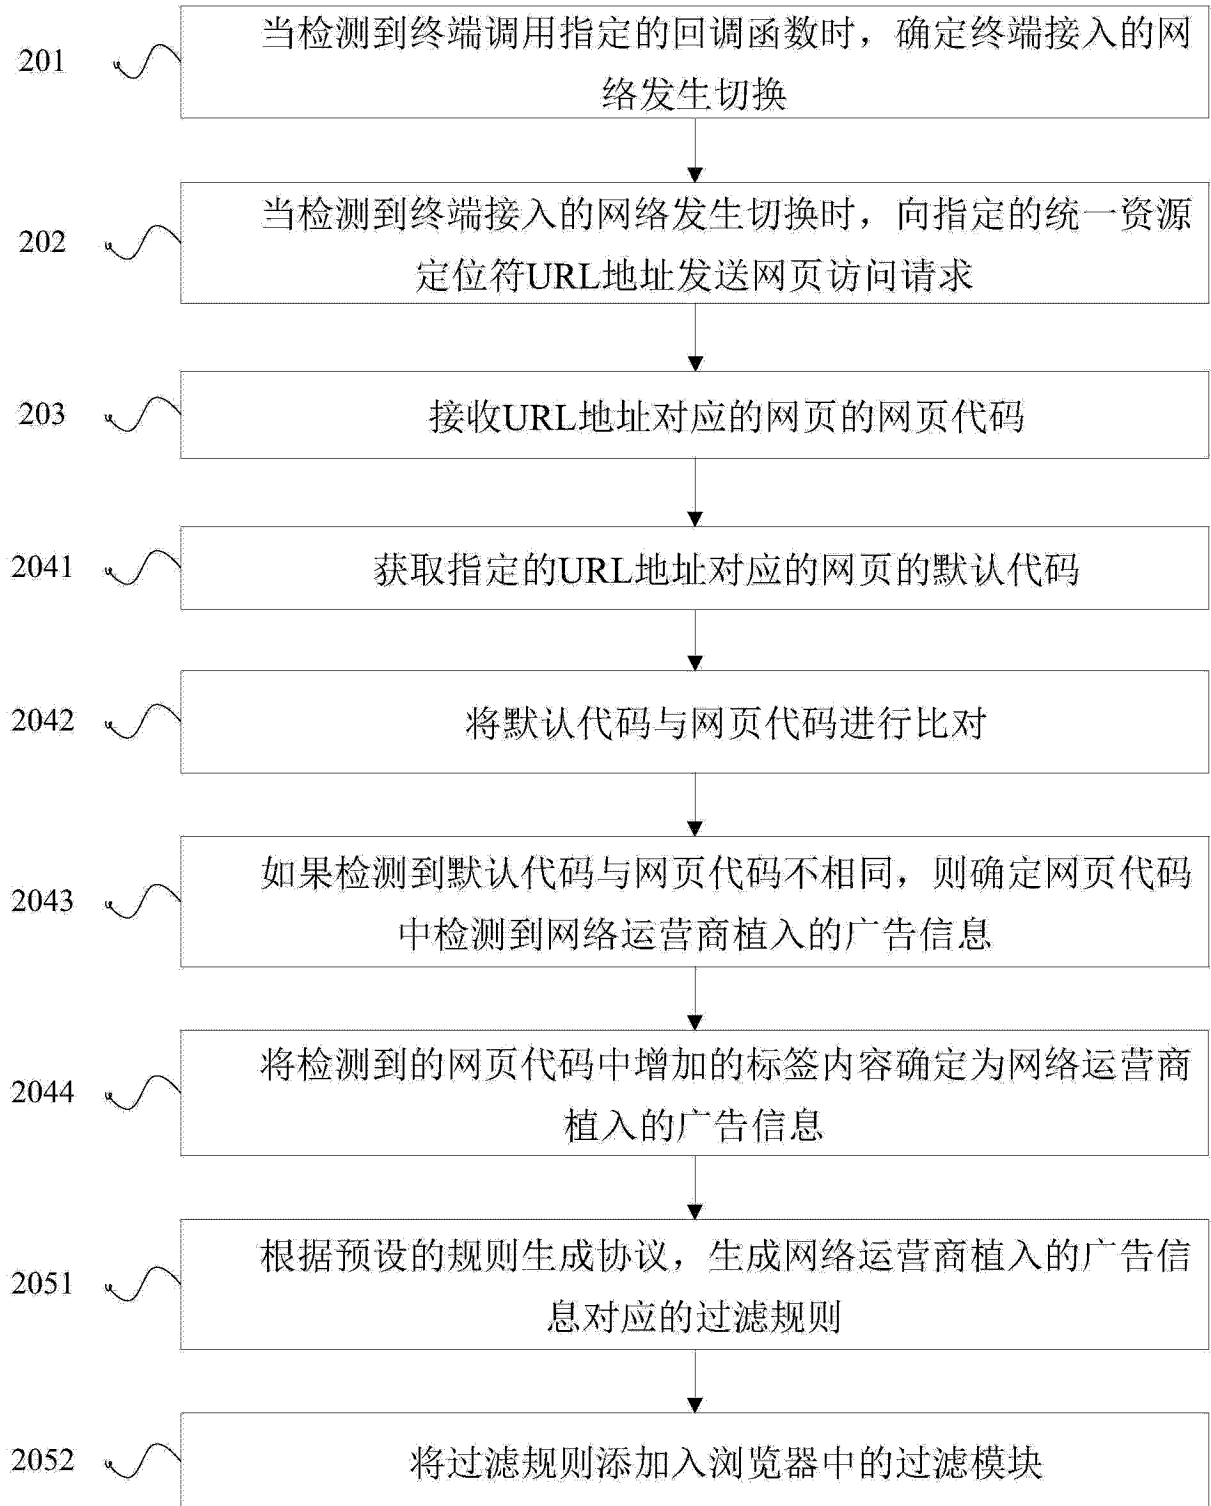 201
当检测到终端调用指定的回调函数时，确定终端接入的网
络发生切换
202
当检测到终端接入的网络发生切换时，向指定的统一资源
定位符URL地址发送网页访问请求
203
接收URL地址对应的网页的网页代码
2041
获取指定的URL地址对应的网页的默认代码
2042
将默认代码与网页代码进行比对
2043
如果检测到默认代码与网页代码不相同，则确定网页代码
中检测到网络运营商植入的广告信息
2044
将检测到的网页代码中增加的标签内容确定为网络运营商
植入的广告信息
2051
根据预设的规则生成协议，生成网络运营商植入的广告信
息对应的过滤规则
2052
将过滤规则添加入浏览器中的过滤模块